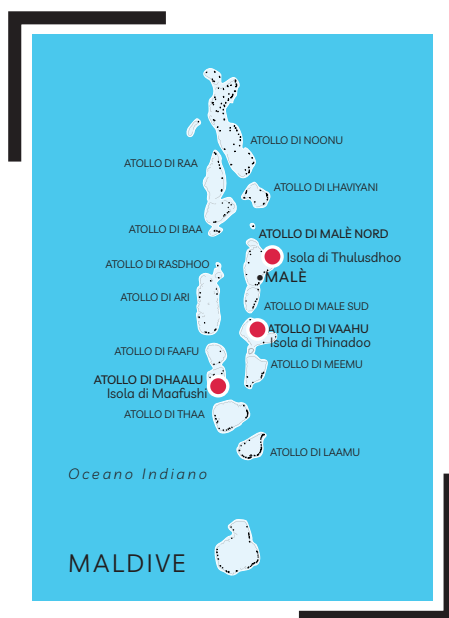 ATOLLO DI NOONU
ATOLLO DI RAA
ATOLLO DI LHAVIYANI
ATOLLO DI BAA
ATOLLO DI MALÈ NORD
Isola di Thulusdhoo
ATOLLO DI RASDHOO
MALÈ
ATOLLO DI ARI
ATOLLO DI MALE SUD
ATOLLO DI VAAHU
Isola di Thinadoo
ATOLLO DI FAAFU
ATOLLO DI MEEMU
ATOLLO DI DHAALU
Isola di Maafushi
ATOLLO DI THAA
ATOLLO DI LAAMU
Oceano Indiano
MALDIVE